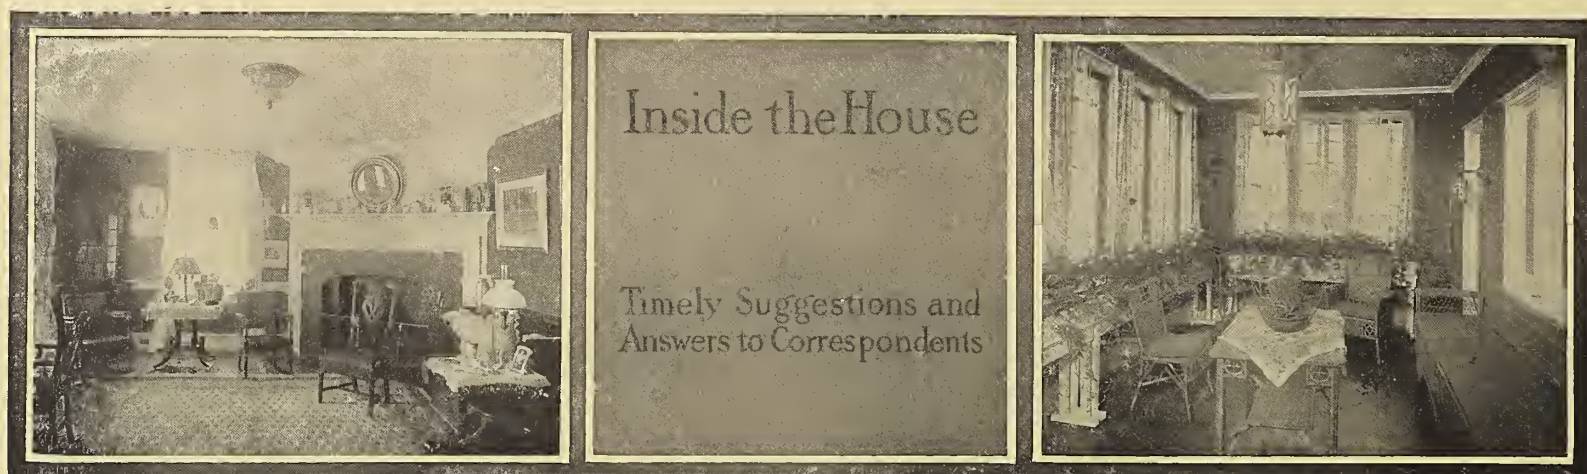 Inside the House
Timely Suggestions and
Answers to Correspondents